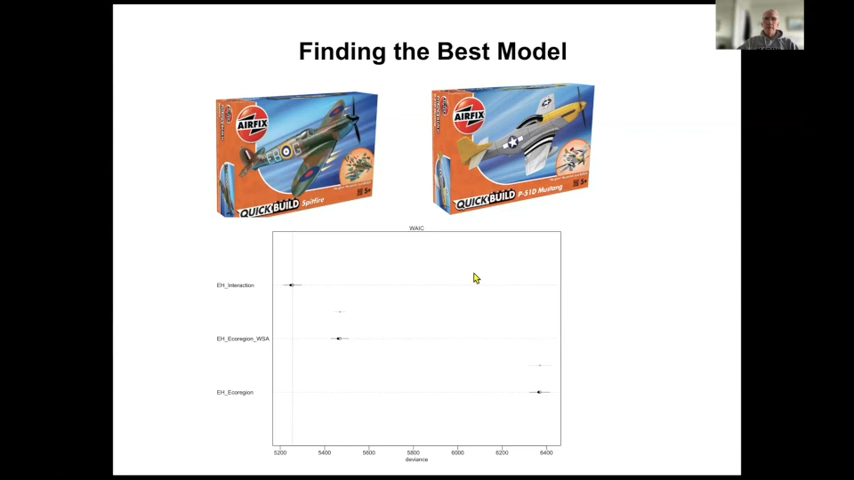 Finding the Best Model
AIRFIX
QUICKBUILD Spitfire
5+
AIRFIX
QUICKBUILD P-51D Mustang
5+
WAIC
EH_Interaction
EH_Ecoregion_WSA
EH_Ecoregion
5200 5400 5600 5800 6000 6200 6400
deviance